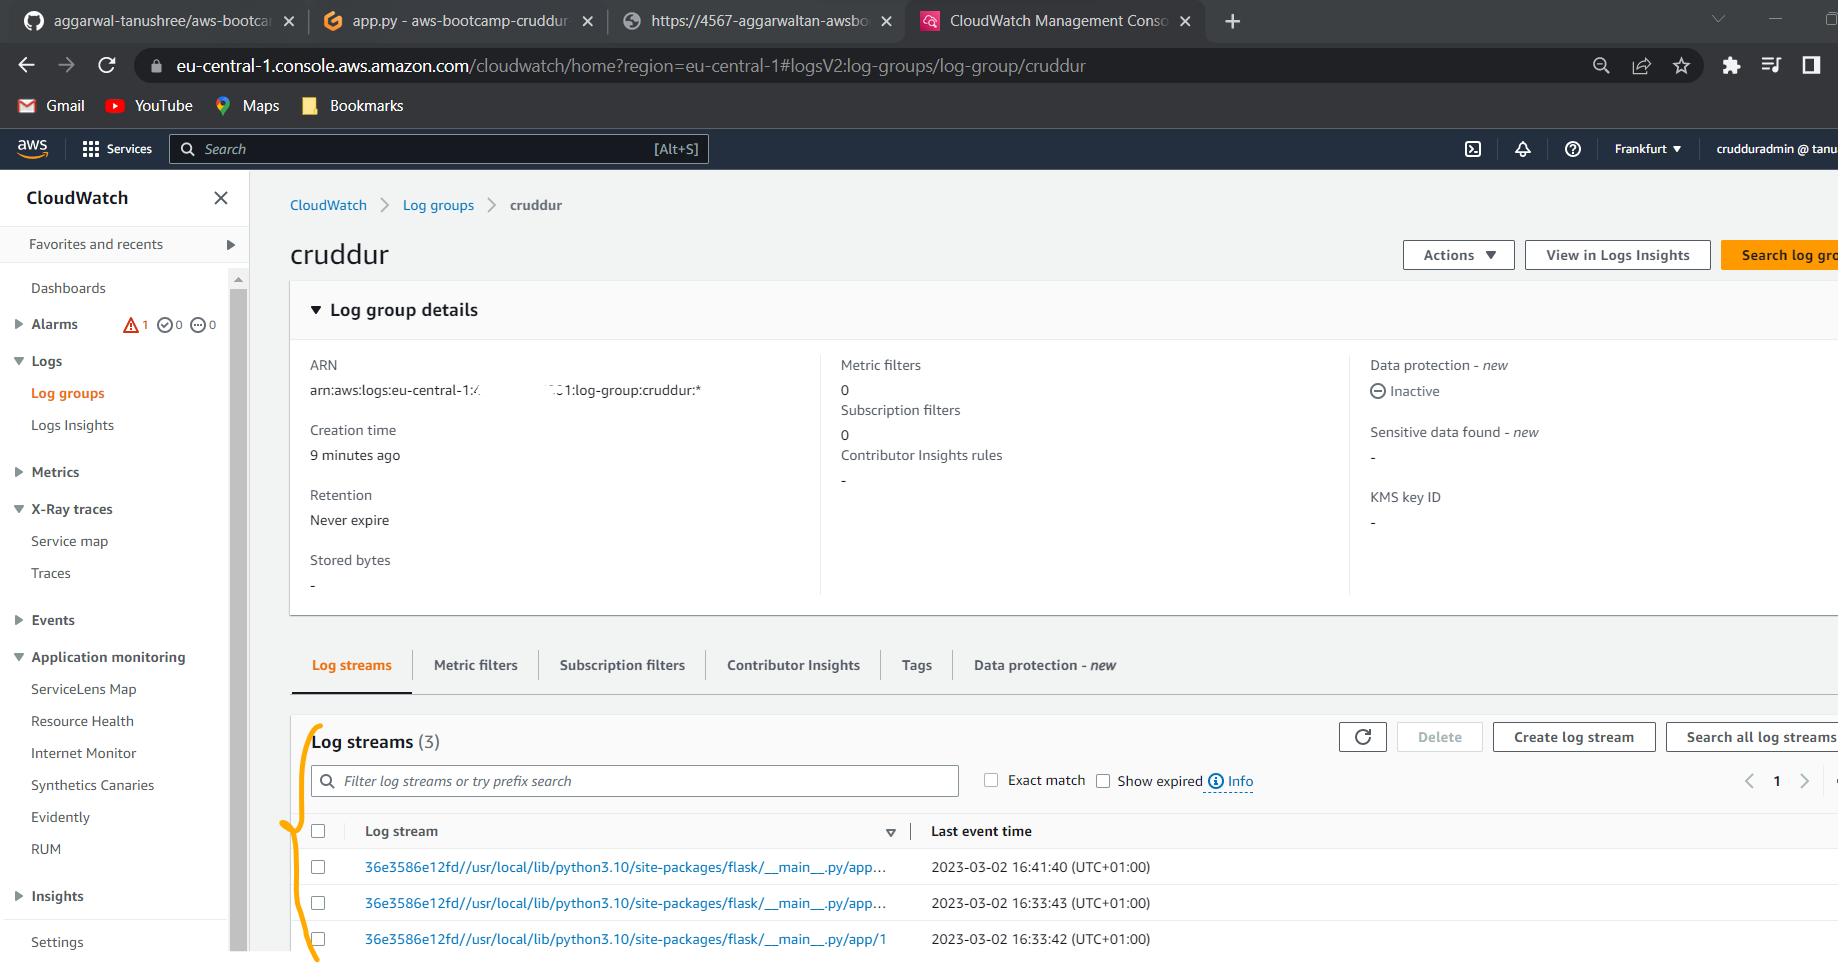 aggarwal-tanushree/aws-bootca
app.py - aws-bootcamp-cruddur
https://4567-aggarwaltan-awsbo
CloudWatch Management Conso
eu-central-1.console.aws.amazon.com/cloudwatch/home?region=eu-central-1#logsV2:log-groups/log-group/cruddur
Gmail YouTube Maps Bookmarks
aws Services Search [Alt+S] Frankfurt crudduradmin @ tanu
CloudWatch
Favorites and recents
Dashboards
Alarms 1 0 0
Logs
Log groups
Logs Insights
Metrics
X-Ray traces
Service map
Traces
Events
Application monitoring
ServiceLens Map
Resource Health
Internet Monitor
Synthetics Canaries
Evidently
RUM
Insights
Settings
CloudWatch Log groups cruddur
cruddur
Actions View in Logs Insights Search log gro
Log group details
ARN
arn:aws:logs:eu-central-1: 1:log-group:cruddur:*
Creation time
9 minutes ago
Retention
Never expire
Stored bytes
-
Metric filters
0
Subscription filters
0
Contributor Insights rules
-
Data protection - new
Inactive
Sensitive data found - new
-
KMS key ID
-
Log streams Metric filters Subscription filters Contributor Insights Tags Data protection - new
Log streams (3)
Delete Create log stream Search all log streams
Filter log streams or try prefix search Exact match Show expired Info 1
Log stream Last event time
36e3586e12fd//usr/local/lib/python3.10/site-packages/flask/__main__.py/app... 2023-03-02 16:41:40 (UTC+01:00)
36e3586e12fd//usr/local/lib/python3.10/site-packages/flask/__main__.py/app... 2023-03-02 16:33:43 (UTC+01:00)
36e3586e12fd//usr/local/lib/python3.10/site-packages/flask/__main__.py/app/1 2023-03-02 16:33:42 (UTC+01:00)